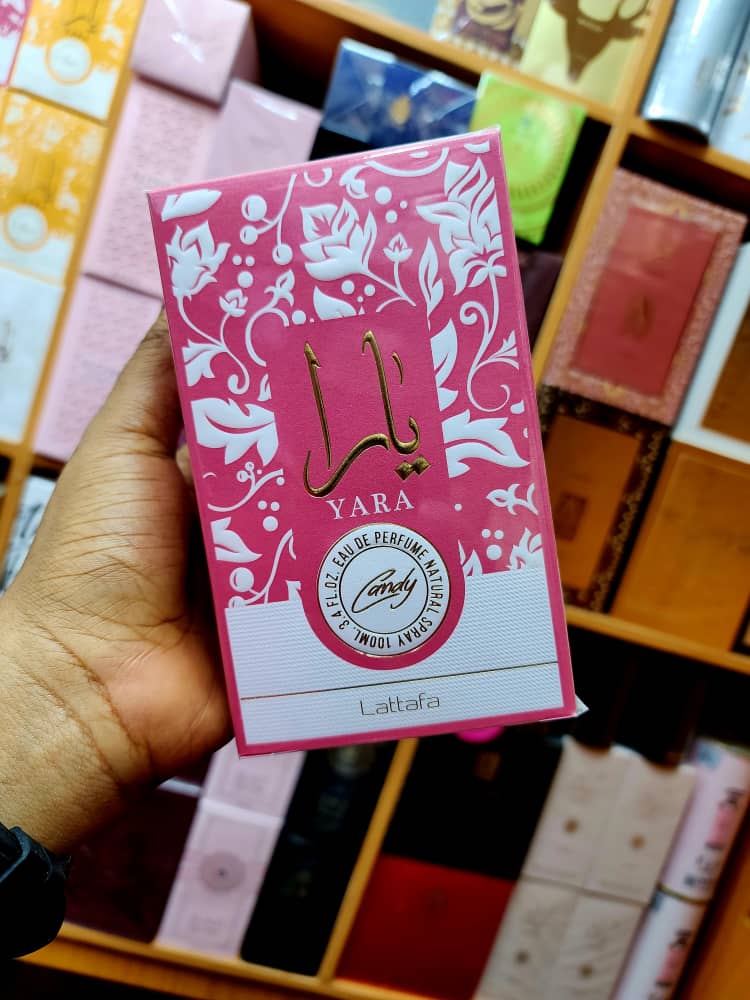 يارا
YARA
100ML. 3.4 FL.OZ. EAU DE PERFUME NATURAL SPRAY
Candy
Lattafa